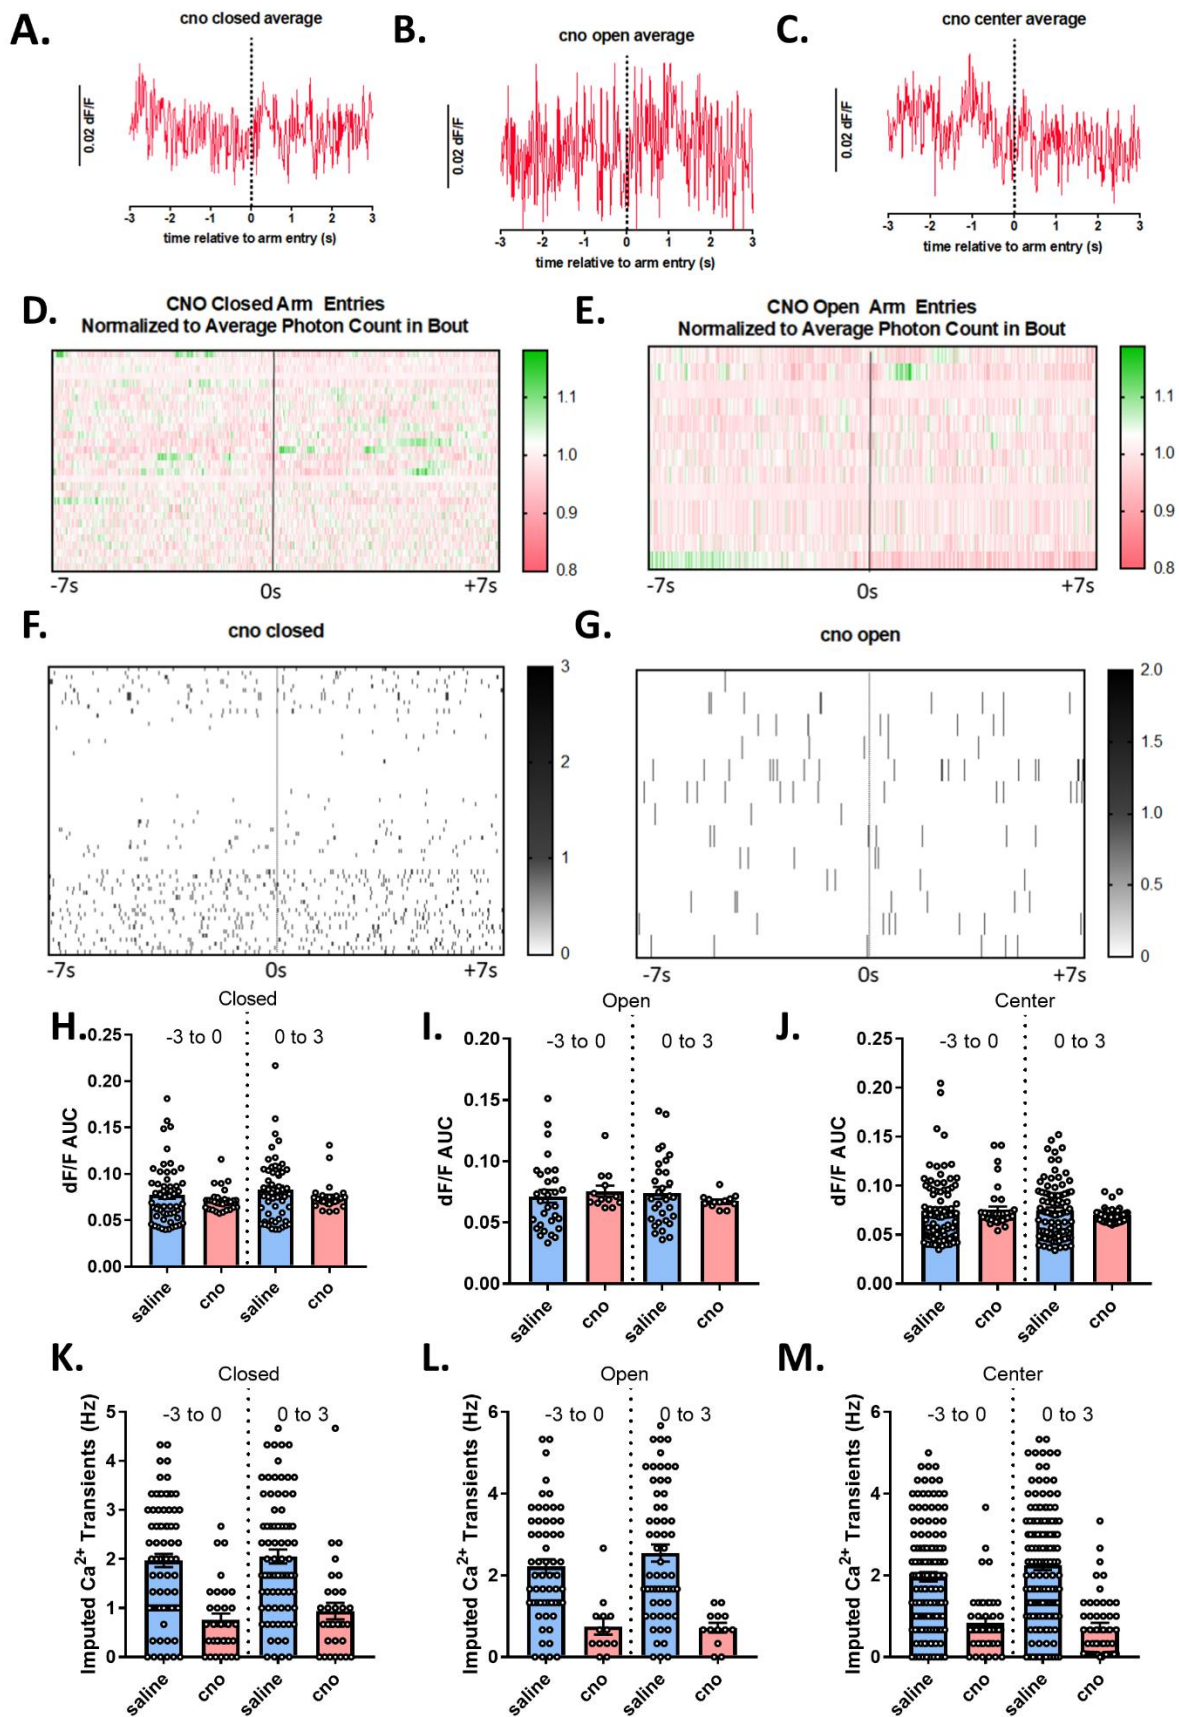 A.
cno closed average
0.02 dF/F
-3 -2 -1 0 1 2 3
time relative to arm entry (s)
B.
cno open average
0.02 dF/F
-3 -2 -1 0 1 2 3
time relative to arm entry (s)
C.
cno center average
0.02 dF/F
-3 -2 -1 0 1 2 3
time relative to arm entry (s)
D.
CNO Closed Arm Entries
Normalized to Average Photon Count in Bout
1.1
1.0
0.9
0.8
-7s 0s +7s
E.
CNO Open Arm Entries
Normalized to Average Photon Count in Bout
1.1
1.0
0.9
0.8
-7s 0s +7s
F.
cno closed
3
2
1
0
-7s 0s +7s
G.
cno open
2.0
1.5
1.0
0.5
0
-7s 0s +7s
H.
Closed
-3 to 0 0 to 3
dF/F AUC
0.25
0.20
0.15
0.10
0.05
0.00
saline cno saline cno
I.
Open
-3 to 0 0 to 3
dF/F AUC
0.20
0.15
0.10
0.05
0.00
saline cno saline cno
J.
Center
-3 to 0 0 to 3
dF/F AUC
0.25
0.20
0.15
0.10
0.05
0.00
saline cno saline cno
K.
Closed
-3 to 0 0 to 3
Imputed Ca2+ Transients (Hz)
5
4
3
2
1
0
saline cno saline cno
L.
Open
-3 to 0 0 to 3
Imputed Ca2+ Transients (Hz)
6
4
2
0
saline cno saline cno
M.
Center
-3 to 0 0 to 3
Imputed Ca2+ Transients (Hz)
6
4
2
0
saline cno saline cno